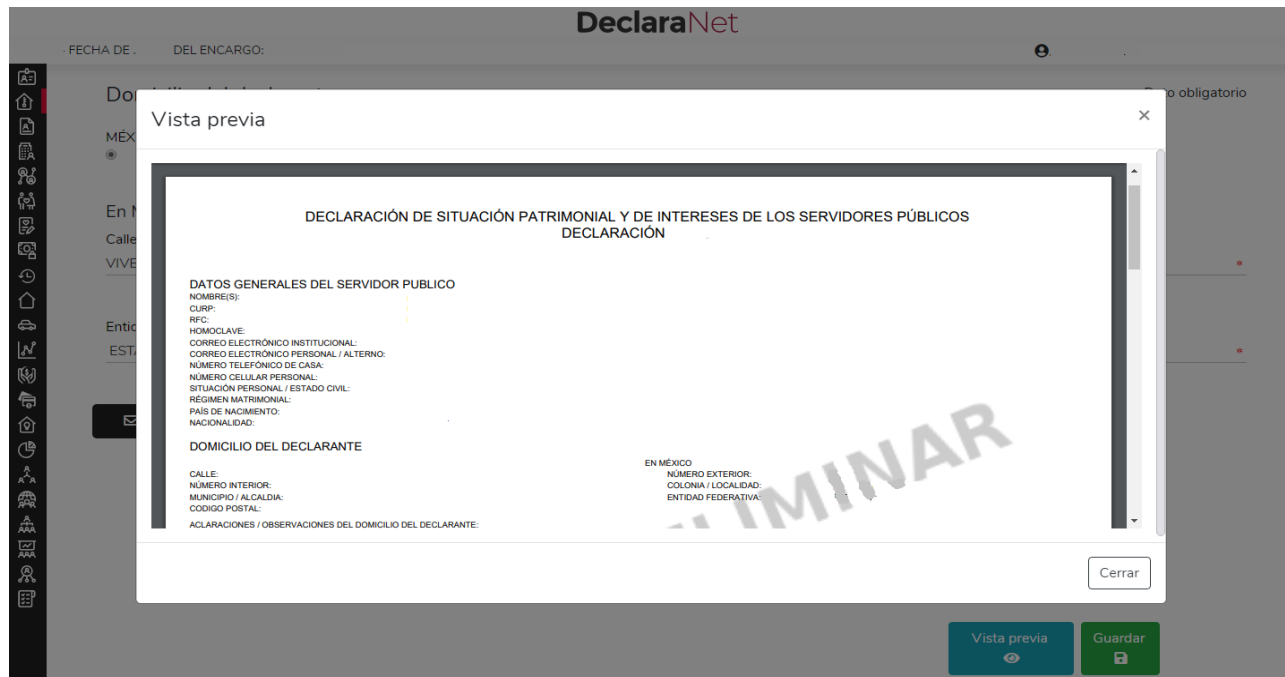 DeclaraNet
FECHA DE
DEL ENCARGO:
obligatorio
MÉX
En
Calle
VIVE
*
Entid
ESTA
*
Vista previa
×
DECLARACIÓN DE SITUACIÓN PATRIMONIAL Y DE INTERESES DE LOS SERVIDORES PÚBLICOS
DECLARACIÓN
DATOS GENERALES DEL SERVIDOR PUBLICO
NOMBRE(S):
CURP:
RFC:
HOMOCLAVE:
CORREO ELECTRÓNICO INSTITUCIONAL:
CORREO ELECTRÓNICO PERSONAL / ALTERNO:
NÚMERO TELEFÓNICO DE CASA:
NÚMERO CELULAR PERSONAL:
SITUACIÓN PERSONAL / ESTADO CIVIL:
RÉGIMEN MATRIMONIAL:
PAÍS DE NACIMIENTO:
NACIONALIDAD:
DOMICILIO DEL DECLARANTE
EN MÉXICO
CALLE:
NÚMERO EXTERIOR:
NÚMERO INTERIOR:
COLONIA / LOCALIDAD:
MUNICIPIO / ALCALDIA:
ENTIDAD FEDERATIVA:
CODIGO POSTAL:
ACLARACIONES / OBSERVACIONES DEL DOMICILIO DEL DECLARANTE:
LIMINAR
Cerrar
Vista previa
Guardar